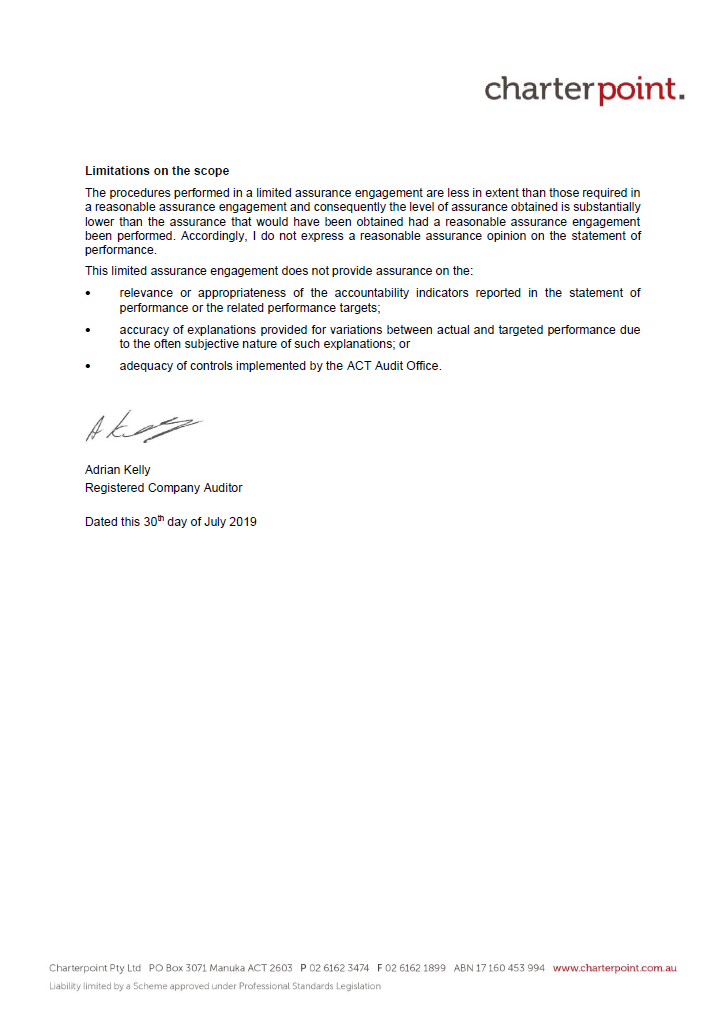 charterpoint.
Limitations on the scope
The procedures performed in a limited assurance engagement are less in extent than those required in
a reasonable assurance engagement and consequently the level of assurance obtained is substantially
lower than the assurance that would have been obtained had a reasonable assurance engagement
been performed. Accordingly, I do not express a reasonable assurance opinion on the statement of
performance.
This limited assurance engagement does not provide assurance on the:
• relevance or appropriateness of the accountability indicators reported in the statement of
performance or the related performance targets;
• accuracy of explanations provided for variations between actual and targeted performance due
to the often subjective nature of such explanations; or
• adequacy of controls implemented by the ACT Audit Office.
A Kelly
Adrian Kelly
Registered Company Auditor
Dated this 30th day of July 2019
Charterpoint Pty Ltd PO Box 3071 Manuka ACT 2603 P 02 6162 3474 F 02 6162 1899 ABN 17 160 453 994 www.charterpoint.com.au
Liability limited by a Scheme approved under Professional Standards Legislation